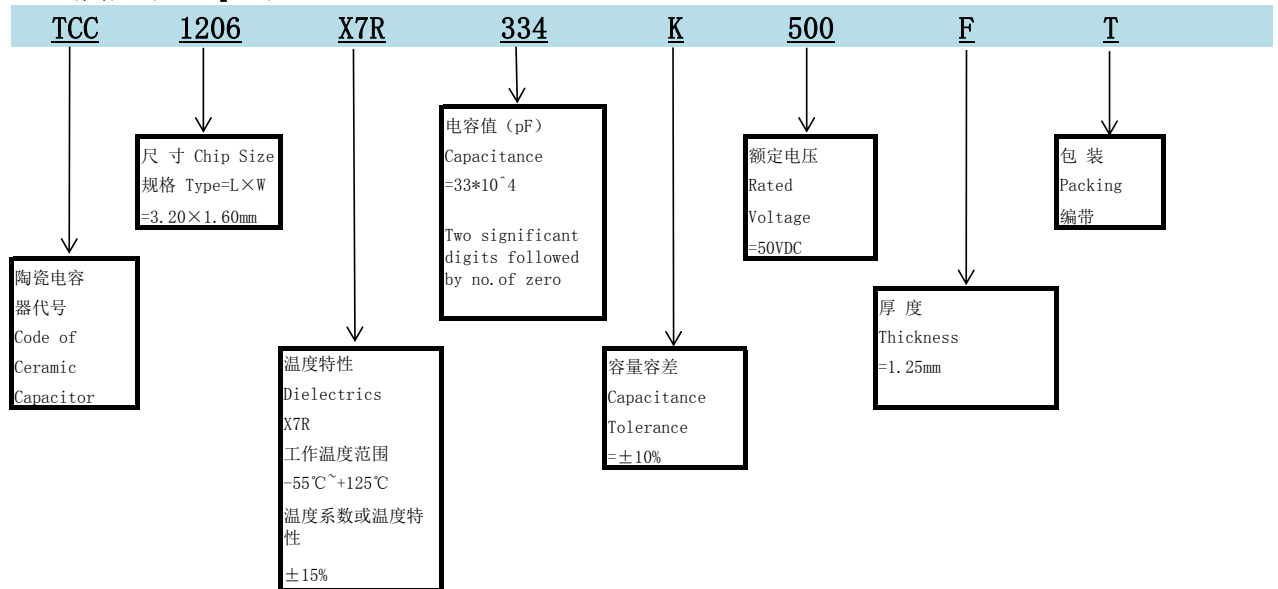 TCC 1206 X7R 334 K 500 F T
陶瓷电容
器代号
Code of
Ceramic
Capacitor
尺 寸 Chip Size
规格 Type=L×W
=3.20×1.60mm
温度特性
Dielectrics
X7R
工作温度范围
-55℃~+125℃
温度系数或温度特
性
±15%
电容值（pF）
Capacitance
=33*10^4
Two significant
digits followed
by no.of zero
容量容差
Capacitance
Tolerance
=±10%
额定电压
Rated
Voltage
=50VDC
厚 度
Thickness
=1.25mm
包 装
Packing
编带